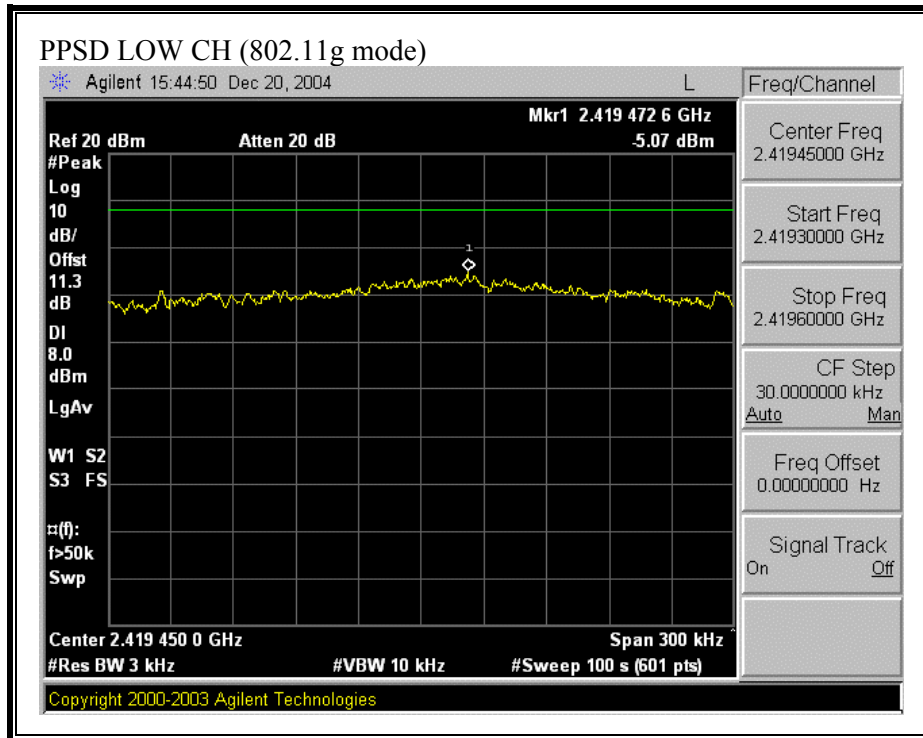 PPSD LOW CH (802.11g mode)
Agilent 15:44:50 Dec 20, 2004 L
Freq/Channel
Mkr1 2.419 472 6 GHz
Ref 20 dBm Atten 20 dB -5.07 dBm
#Peak
Log
10
dB/
Offst
11.3
dB
DI
8.0
dBm
LgAv
W1 S2
S3 FS
¤(f):
f>50k
Swp
1
Center 2.419 450 0 GHz Span 300 kHz
#Res BW 3 kHz #VBW 10 kHz #Sweep 100 s (601 pts)
Copyright 2000-2003 Agilent Technologies
Center Freq
2.41945000 GHz
Start Freq
2.41930000 GHz
Stop Freq
2.41960000 GHz
CF Step
30.0000000 kHz
Auto Man
Freq Offset
0.00000000 Hz
Signal Track
On Off